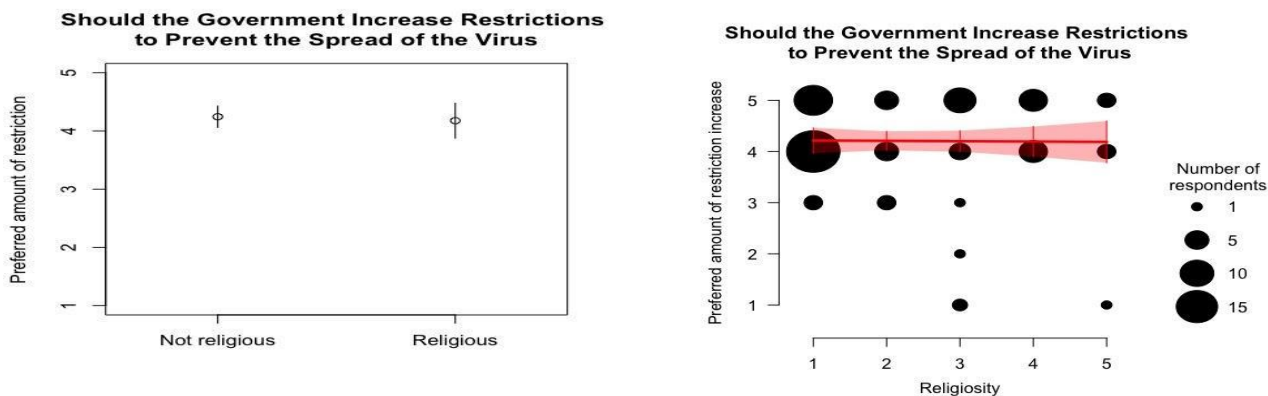 Should the Government Increase Restrictions
to Prevent the Spread of the Virus
Preferred amount of restriction
5
4
3
2
1
Not religious
Religious
Should the Government Increase Restrictions
to Prevent the Spread of the Virus
Preferred amount of restriction increase
5
4
3
2
1
1 2 3 4 5
Religiosity
Number of
respondents
1
5
10
15